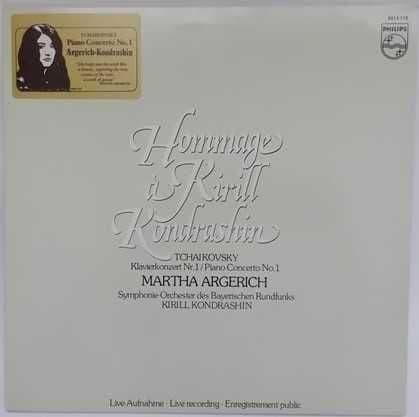 TCHAIKOVSKY
Piano Concerto No.1
Argerich-Kondrashin
PHILIPS
Hommage
à Kirill
Kondrashin
TCHAIKOVSKY
Klavierkonzert Nr.1/Piano Concerto No.1
MARTHA ARGERICH
Symphonie-Orchester des Bayerischen Rundfunks
KIRILL KONDRASHIN
Live Aufnahme · Live recording · Enregistrement public